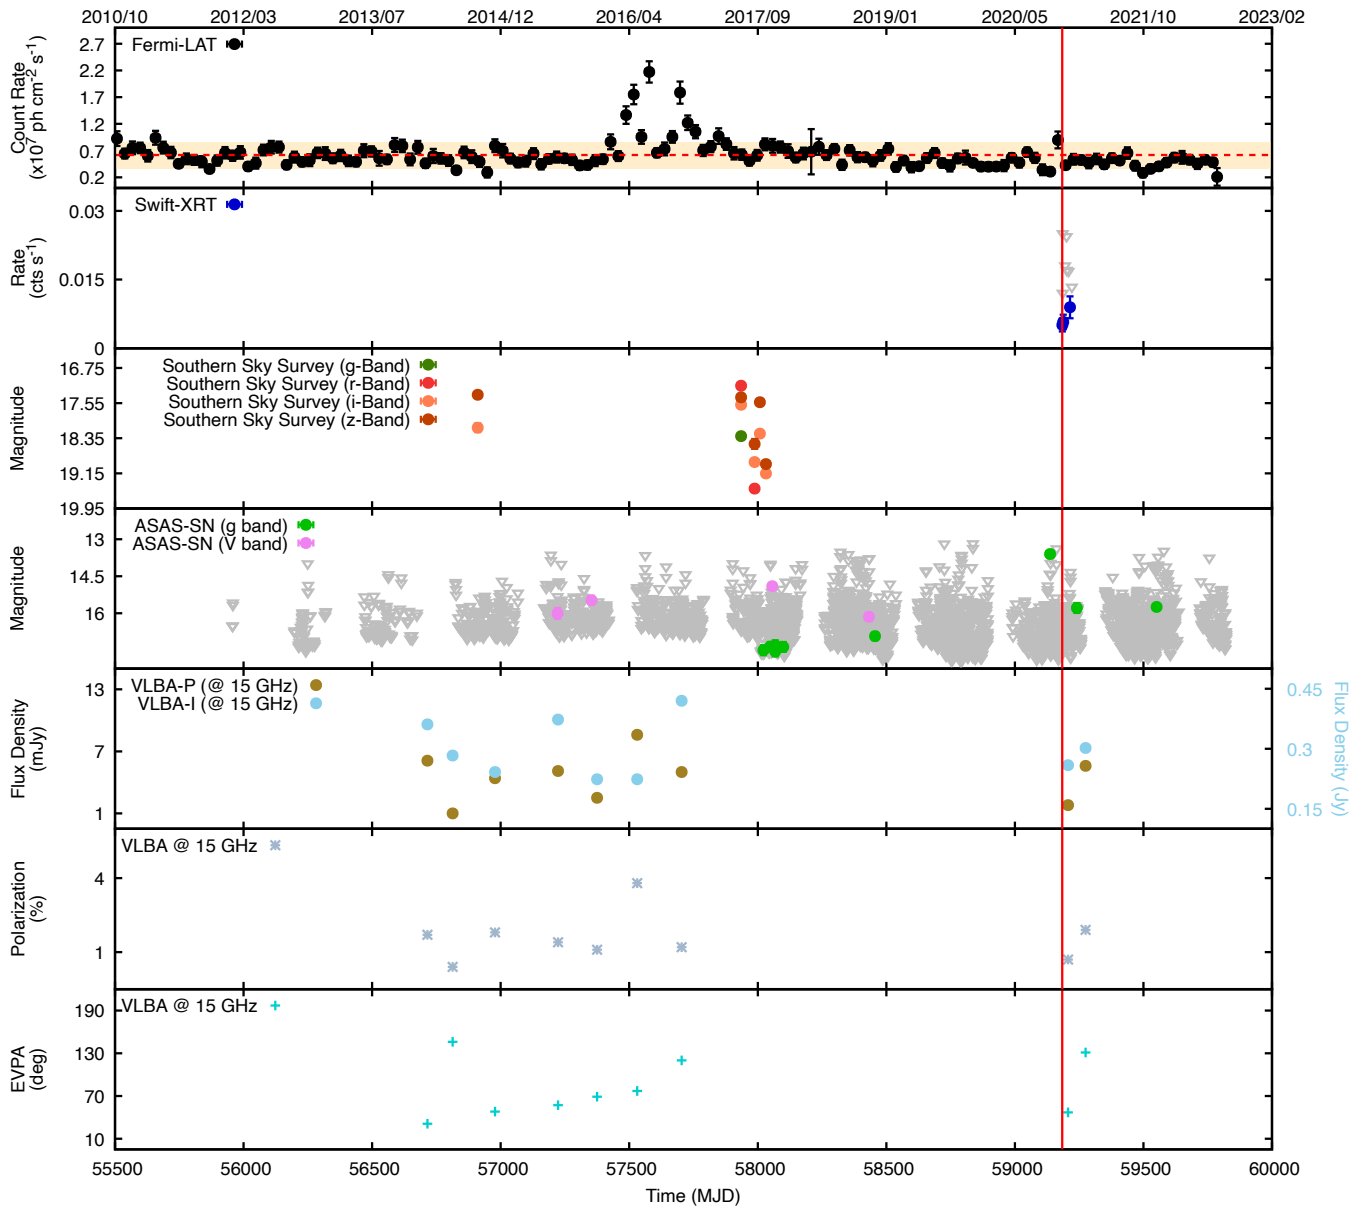 2010/10 2012/03 2013/07 2014/12 2016/04 2017/09 2019/01 2020/05 2021/10 2023/02
Fermi-LAT
Count Rate
(x10⁷ ph cm⁻² s⁻¹)
2.7
2.2
1.7
1.2
0.7
0.2
Swift-XRT
Rate
(cts s⁻¹)
0.03
0.015
0
Southern Sky Survey (g-Band)
Southern Sky Survey (r-Band)
Southern Sky Survey (i-Band)
Southern Sky Survey (z-Band)
Magnitude
16.75
17.55
18.35
19.15
19.95
ASAS-SN (g band)
ASAS-SN (V band)
Magnitude
13
14.5
16
VLBA-P (@ 15 GHz)
VLBA-I (@ 15 GHz)
Flux Density
(mJy)
13
7
1
0.45
0.3
0.15
Flux Density (Jy)
VLBA @ 15 GHz
Polarization
(%)
4
1
VLBA @ 15 GHz
EVPA
(deg)
190
130
70
10
55500 56000 56500 57000 57500 58000 58500 59000 59500 60000
Time (MJD)